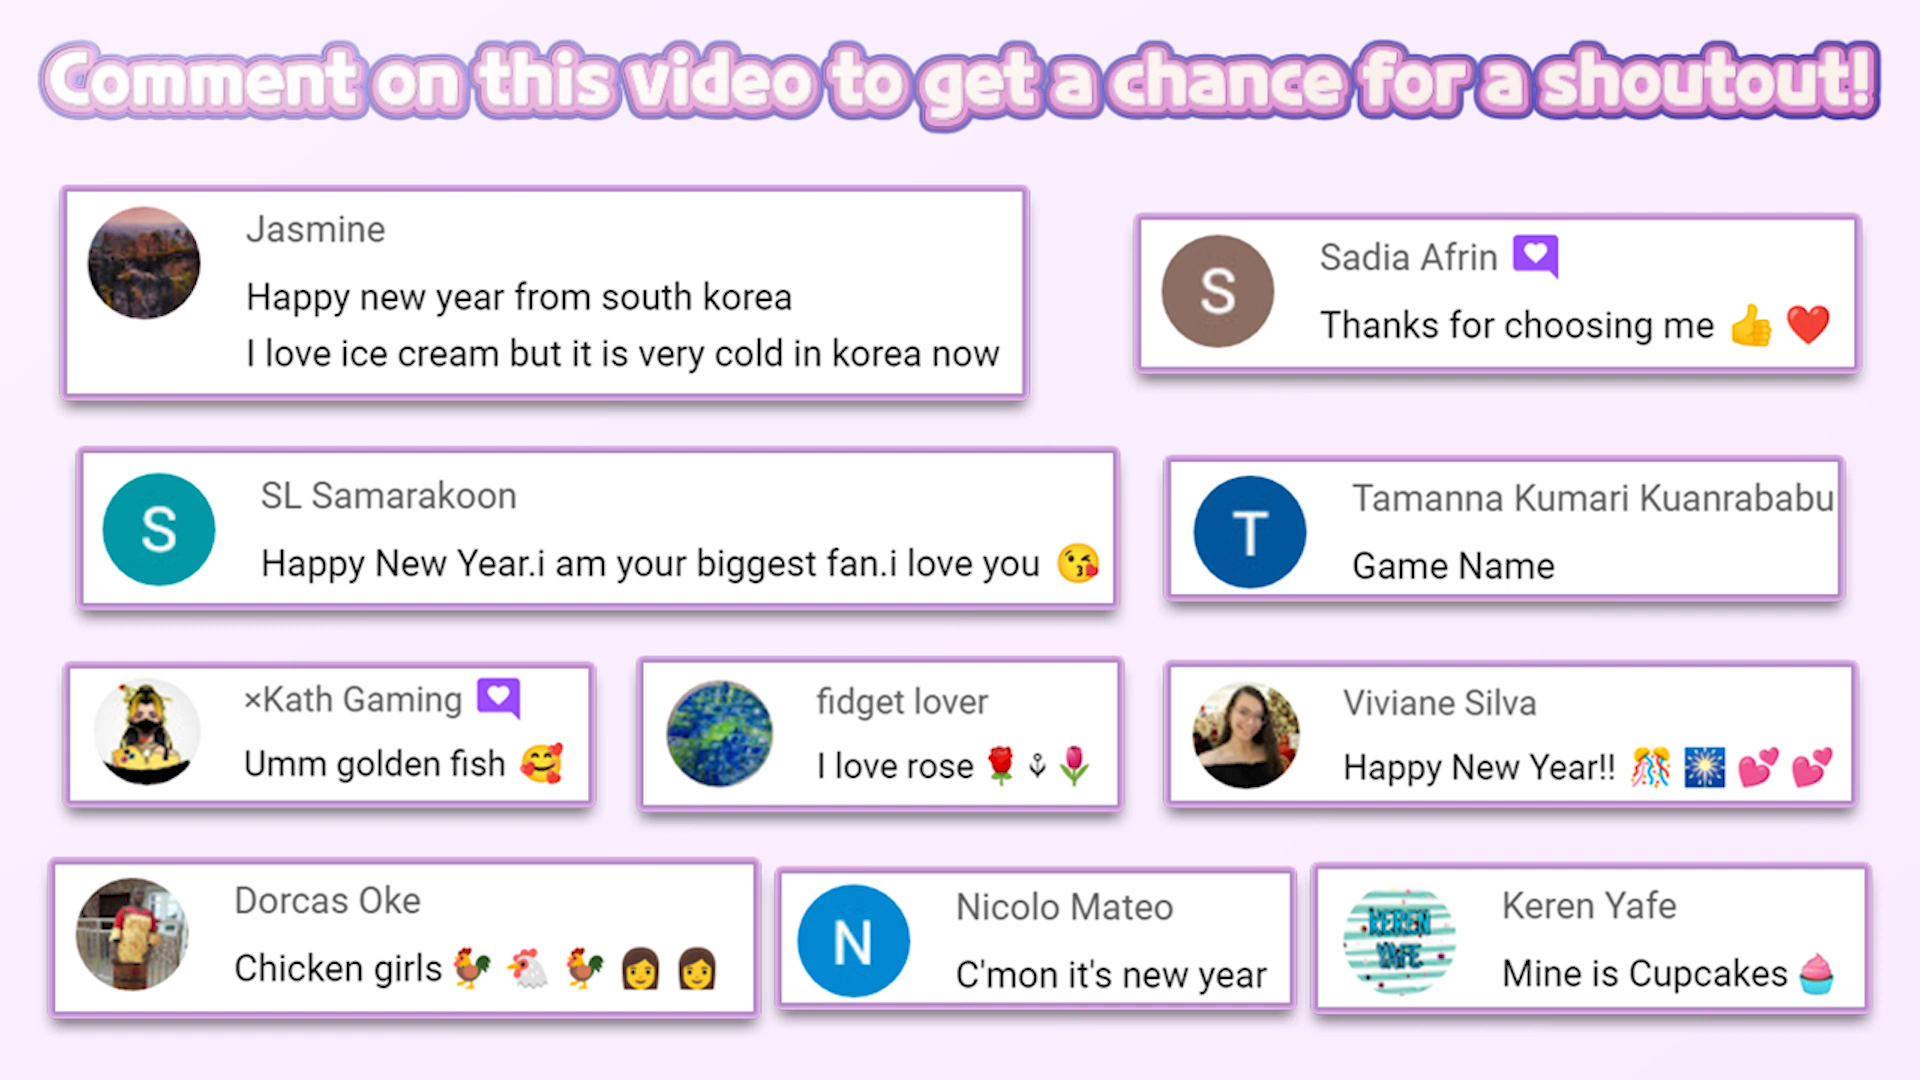 Comment on this video to get a chance for a shoutout!
Jasmine
Happy new year from south korea
I love ice cream but it is very cold in korea now
S
Sadia Afrin
Thanks for choosing me 👍 ❤️
S
SL Samarakoon
Happy New Year.i am your biggest fan.i love you 😘
T
Tamanna Kumari Kuanrababu
Game Name
×Kath Gaming
Umm golden fish 🥰
fidget lover
I love rose 🌹⚓🌷
Viviane Silva
Happy New Year!! 🎊 🎆 💕 💕
Dorcas Oke
Chicken girls 🐓 🐔 🐓 👩 👩
N
Nicolo Mateo
C'mon it's new year
KEREN
YAFE
Keren Yafe
Mine is Cupcakes 🧁